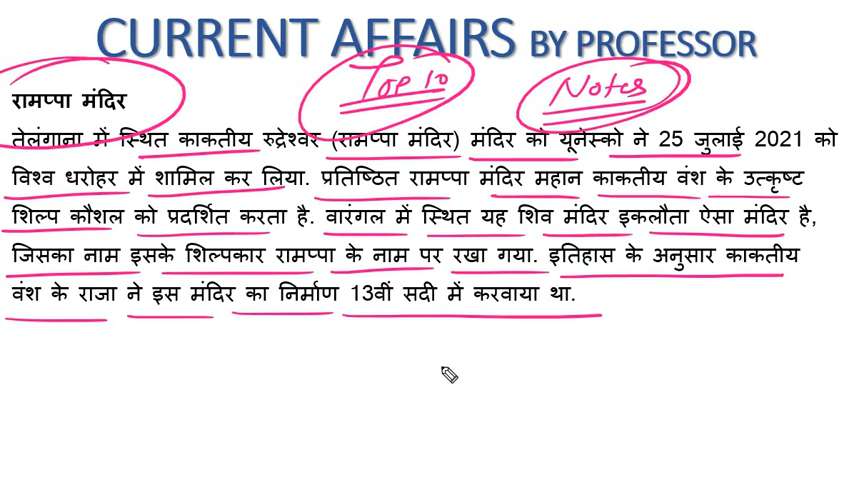 CURRENT AFFAIRS BY PROFESSOR
Top 10
Notes
रामप्पा मंदिर
तेलंगाना में स्थित काकतीय रुद्रेश्वर (रामप्पा मंदिर) मंदिर को यूनेस्को ने 25 जुलाई 2021 को
विश्व धरोहर में शामिल कर लिया. प्रतिष्ठित रामप्पा मंदिर महान काकतीय वंश के उत्कृष्ट
शिल्प कौशल को प्रदर्शित करता है. वारंगल में स्थित यह शिव मंदिर इकलौता ऐसा मंदिर है,
जिसका नाम इसके शिल्पकार रामप्पा के नाम पर रखा गया. इतिहास के अनुसार काकतीय
वंश के राजा ने इस मंदिर का निर्माण 13वीं सदी में करवाया था.